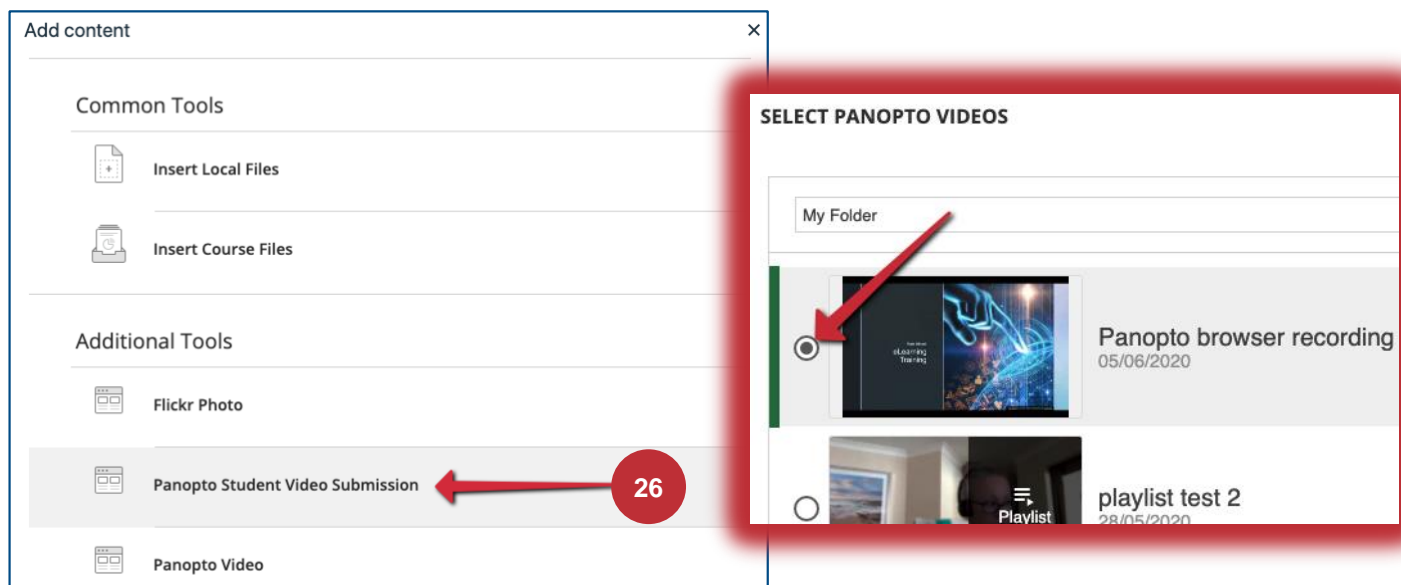 Add content
×
Common Tools
Insert Local Files
Insert Course Files
Additional Tools
Flickr Photo
Panopto Student Video Submission
26
Panopto Video
SELECT PANOPTO VIDEOS
My Folder
eLearning
Training
Panopto browser recording
05/06/2020
Playlist
playlist test 2
28/05/2020